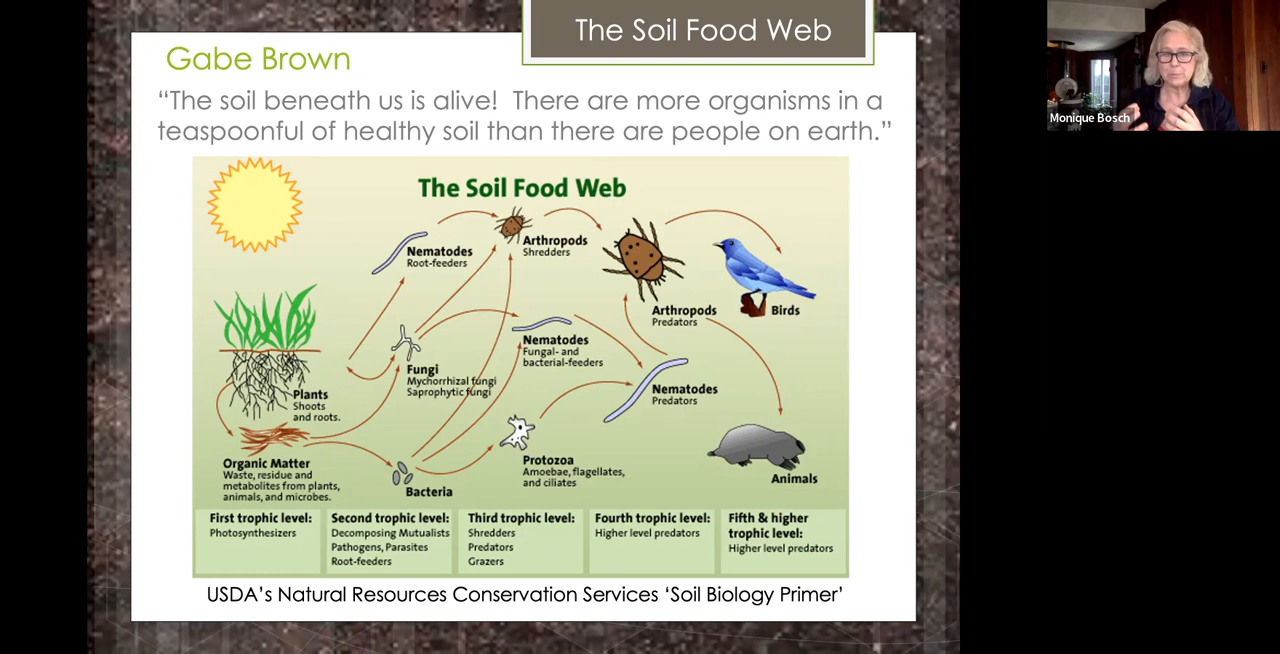 The Soil Food Web
Gabe Brown
“The soil beneath us is alive!  There are more organisms in a
teaspoonful of healthy soil than there are people on earth.”
The Soil Food Web
Nematodes
Root-feeders
Arthropods
Shredders
Arthropods
Predators
Birds
Fungi
Mychorrhizal fungi
Saprophytic fungi
Nematodes
Fungal- and
bacterial-feeders
Nematodes
Predators
Plants
Shoots
and roots.
Organic Matter
Waste, residue and
metabolites from plants,
animals, and microbes.
Bacteria
Protozoa
Amoebae, flagellates,
and ciliates
Animals
First trophic level:
Photosynthesizers
Second trophic level:
Decomposing Mutualists
Pathogens, Parasites
Root-feeders
Third trophic level:
Shredders
Predators
Grazers
Fourth trophic level:
Higher level predators
Fifth & higher
trophic level:
Higher level predators
USDA’s Natural Resources Conservation Services ‘Soil Biology Primer’
Monique Bosch